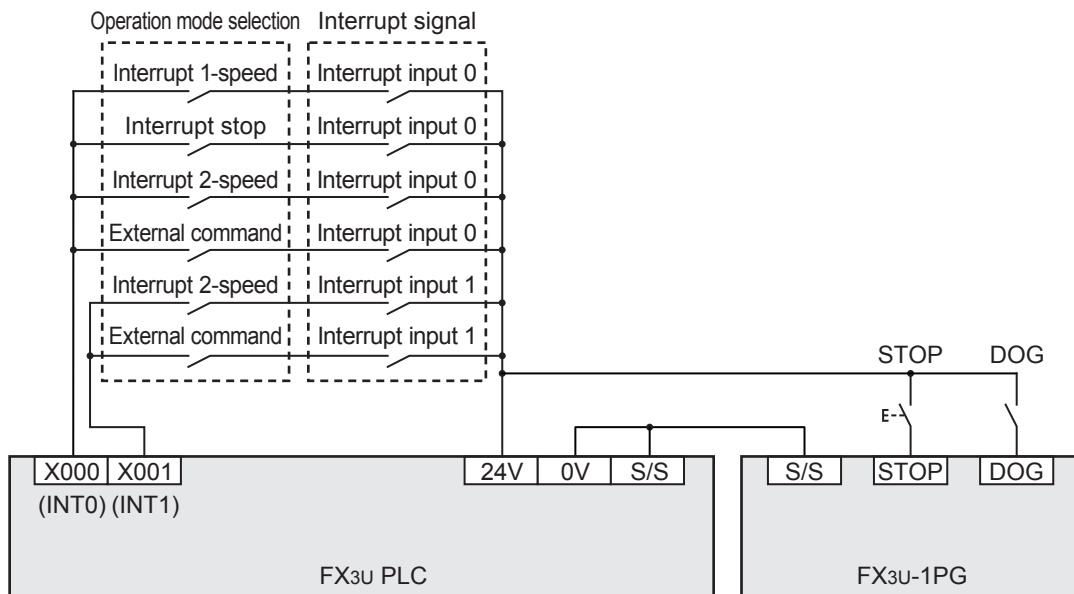 Operation mode selection Interrupt signal
Interrupt 1-speed Interrupt input 0
Interrupt stop Interrupt input 0
Interrupt 2-speed Interrupt input 0
External command Interrupt input 0
Interrupt 2-speed Interrupt input 1
External command Interrupt input 1
STOP DOG
X000 X001 24V 0V S/S S/S STOP DOG
(INT0) (INT1)
FX3U PLC FX3U-1PG